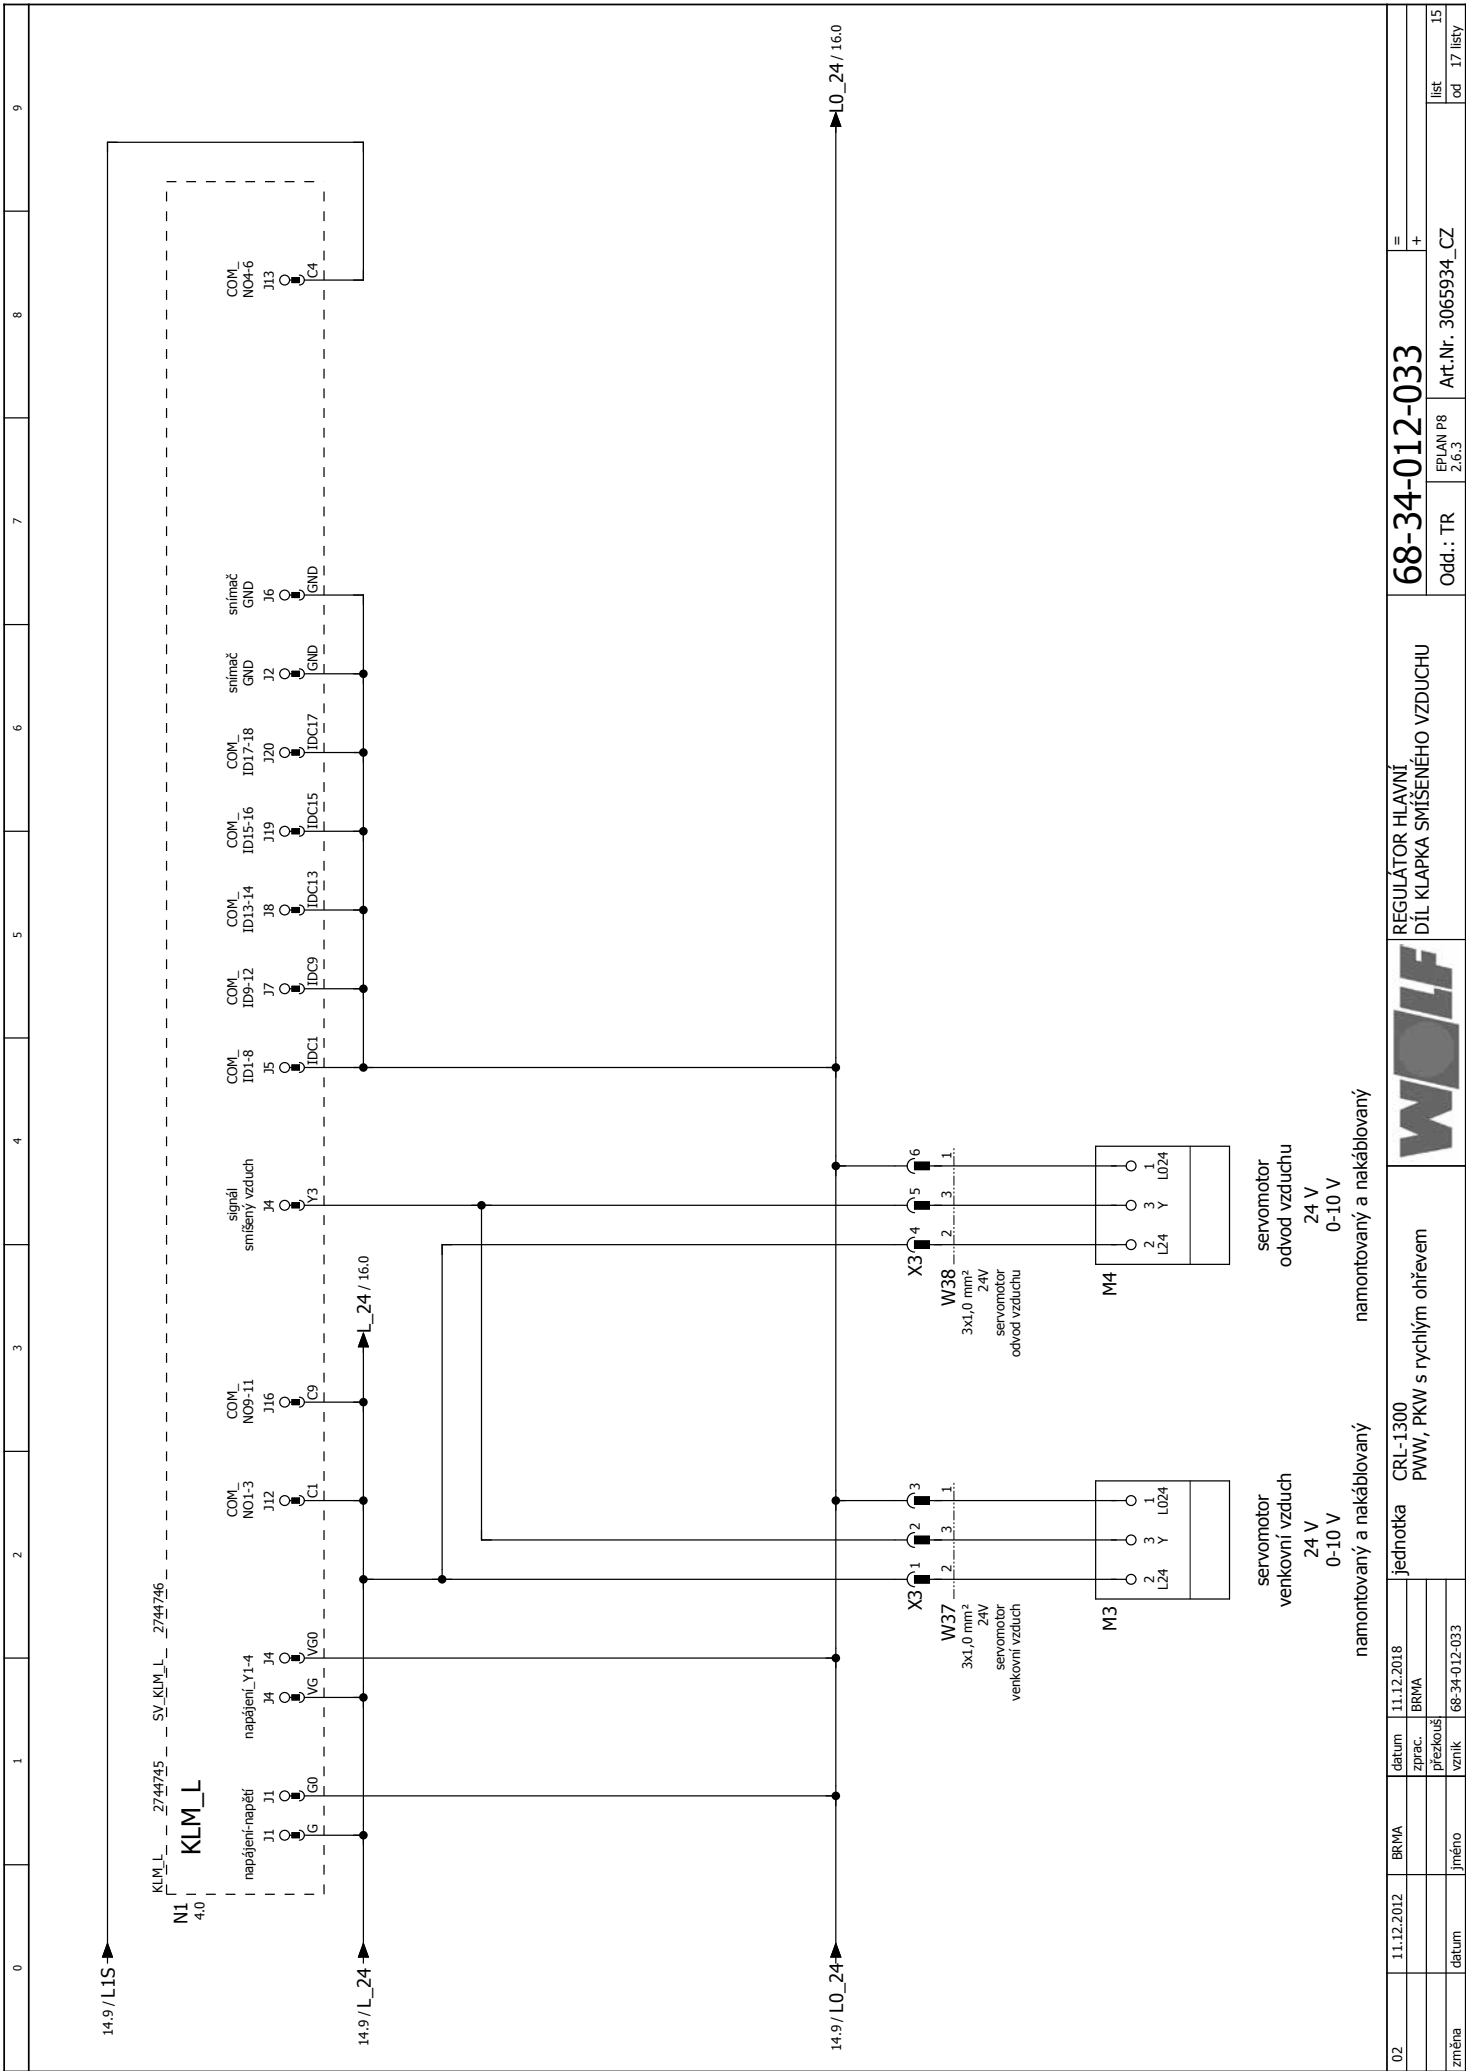 0 1 2 3 4 5 6 7 8 9
14.9 / L1S
KLM_L 2744745 SV_KLM_L 2744746
N1
4.0
KLM_L
napájení-napětí
J1 J1
G G0
napájení_Y1-4
J4 J4
VG VG0
COM_
NO1-3
J12
C1
COM_
NO9-11
J16
C9
signál
smíšený vzduch
J4
Y3
COM_
ID1-8
J5
IDC1
COM_
ID9-12
J7
IDC9
COM_
ID13-14
J8
IDC13
COM_
ID15-16
J19
IDC15
COM_
ID17-18
J20
IDC17
snímač
GND
J2
GND
snímač
GND
J6
GND
COM_
NO4-6
J13
C4
14.9 / L_24
L_24 / 16.0
14.9 / L0_24
L0_24 / 16.0
X3 1 2 3
W37 2 3 1
3x1,0 mm²
24V
servomotor
venkovní vzduch
M3
2 3 1
L24 Y L024
servomotor
venkovní vzduch
24 V
0-10 V
namontovaný a nakáblovaný
X3 4 5 6
W38 2 3 1
3x1,0 mm²
24V
servomotor
odvod vzduchu
M4
2 3 1
L24 Y L024
servomotor
odvod vzduchu
24 V
0-10 V
namontovaný a nakáblovaný
02 11.12.2012 BRMA
změna datum jméno
datum 11.12.2018
zprac. BRMA
přezkouš.
vznik 68-34-012-033
jednotka CRL-1300
PWW, PKW s rychlým ohřevem
WOLF
REGULÁTOR HLAVNÍ
DÍL KLAPKA SMÍŠENÉHO VZDUCHU
68-34-012-033
=
+
Odd.: TR
EPLAN P8
2.6.3
Art.Nr. 3065934_CZ
list 15
od 17 listy